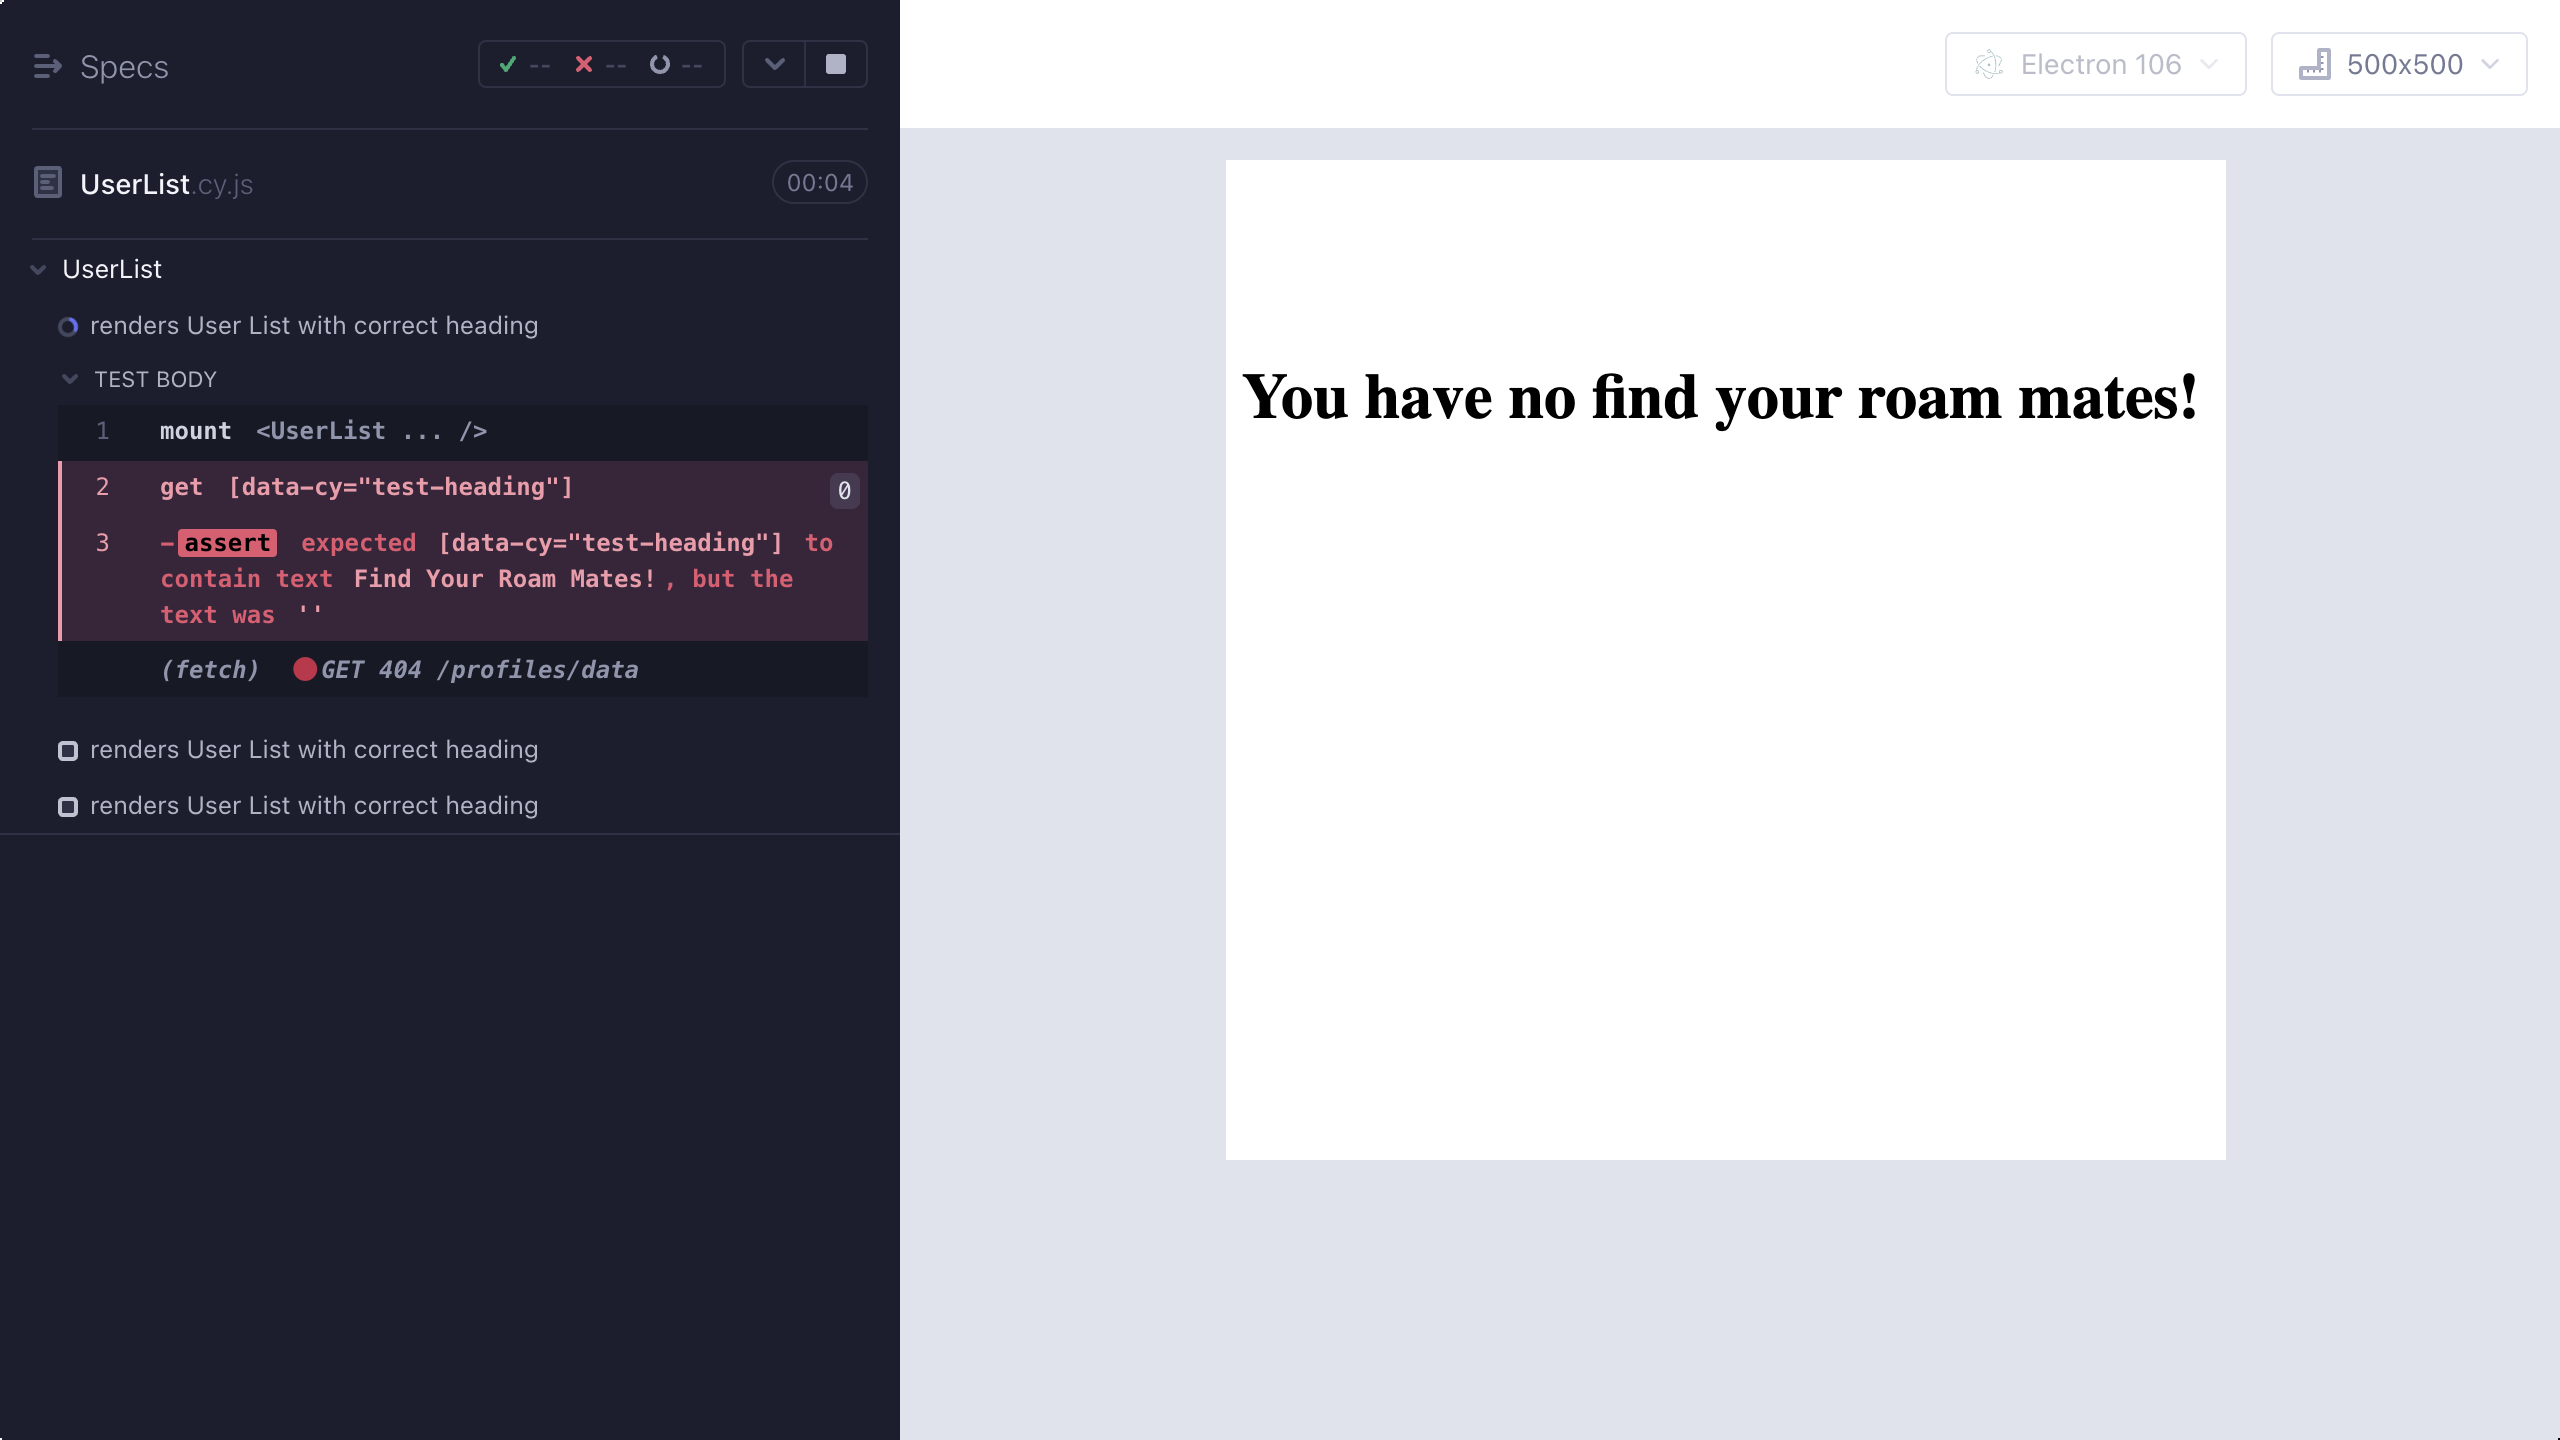 Specs
-- -- --
Electron 106
500x500
UserList.cy.js
00:04
UserList
renders User List with correct heading
TEST BODY
1 mount <UserList ... />
2 get [data-cy="test-heading"] 0
3 -assert expected [data-cy="test-heading"] to
contain text Find Your Roam Mates!, but the
text was ''
(fetch) GET 404 /profiles/data
renders User List with correct heading
renders User List with correct heading
You have no find your roam mates!